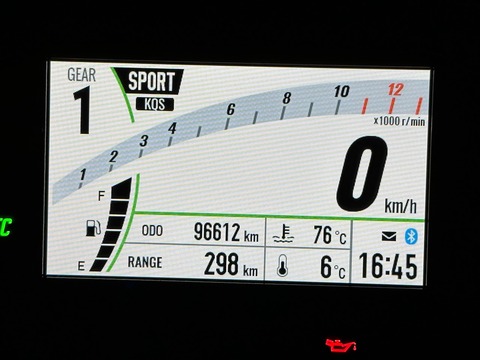 GEAR
1
SPORT
KQS
1 2 3 4 6 8 10 12
x1000 r/min
0
km/h
F
E
ODO 96612 km
76 °C
RANGE 298 km
6 °C
16:45